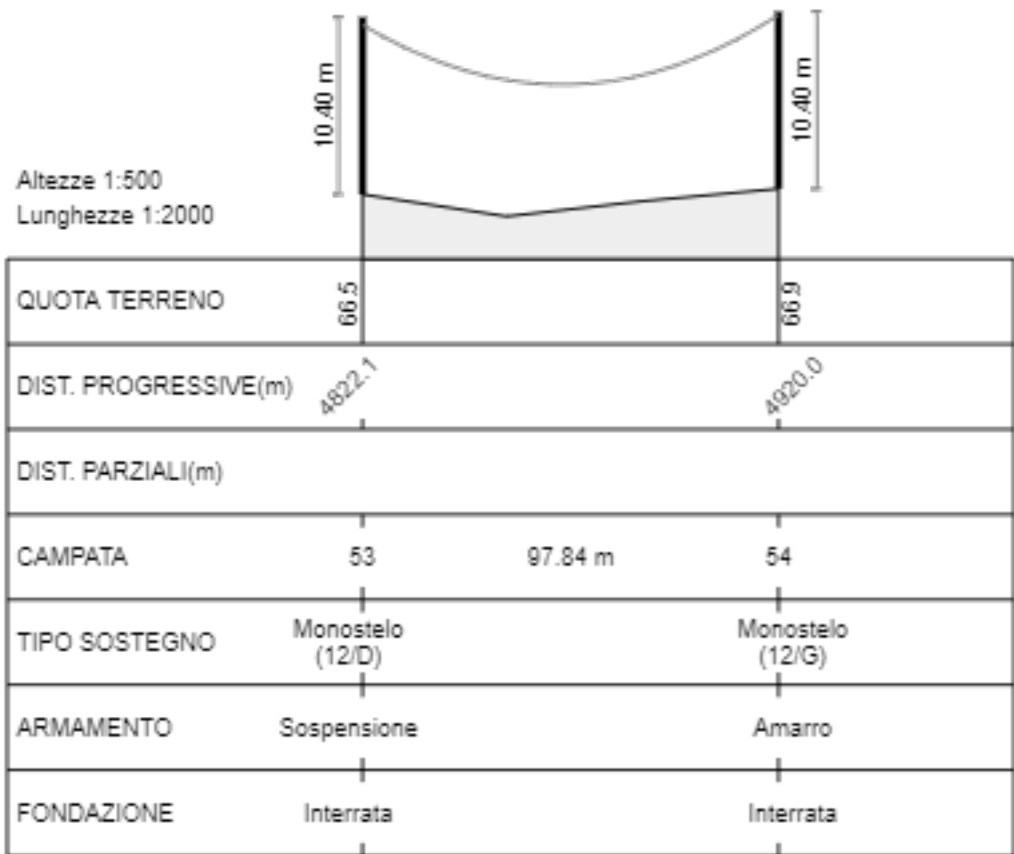 10.40 m
10.40 m
Altezze 1:500
Lunghezze 1:2000
QUOTA TERRENO 66.5 66.9
DIST. PROGRESSIVE(m) 4822.1 4920.0
DIST. PARZIALI(m)
CAMPATA 53 97.84 m 54
TIPO SOSTEGNO Monostelo Monostelo
(12/D) (12/G)
ARMAMENTO Sospensione Amarro
FONDAZIONE Interrata Interrata